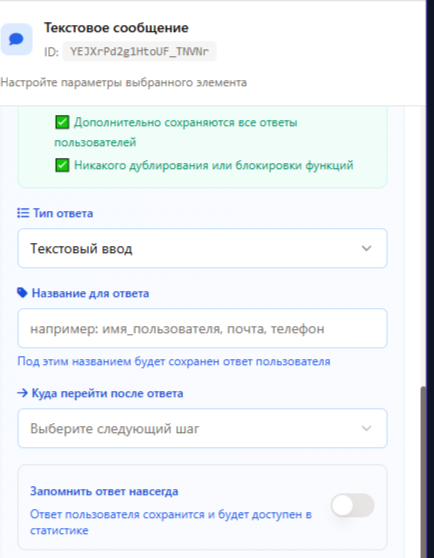 Текстовое сообщение
ID: YEJXrPd2g1HtoUF_TNVNr
Настройте параметры выбранного элемента
✅ Дополнительно сохраняются все ответы
пользователей
✅ Никакого дублирования или блокировки функций
Тип ответа
Текстовый ввод
Название для ответа
например: имя_пользователя, почта, телефон
Под этим названием будет сохранен ответ пользователя
Куда перейти после ответа
Выберите следующий шаг
Запомнить ответ навсегда
Ответ пользователя сохранится и будет доступен в
статистике